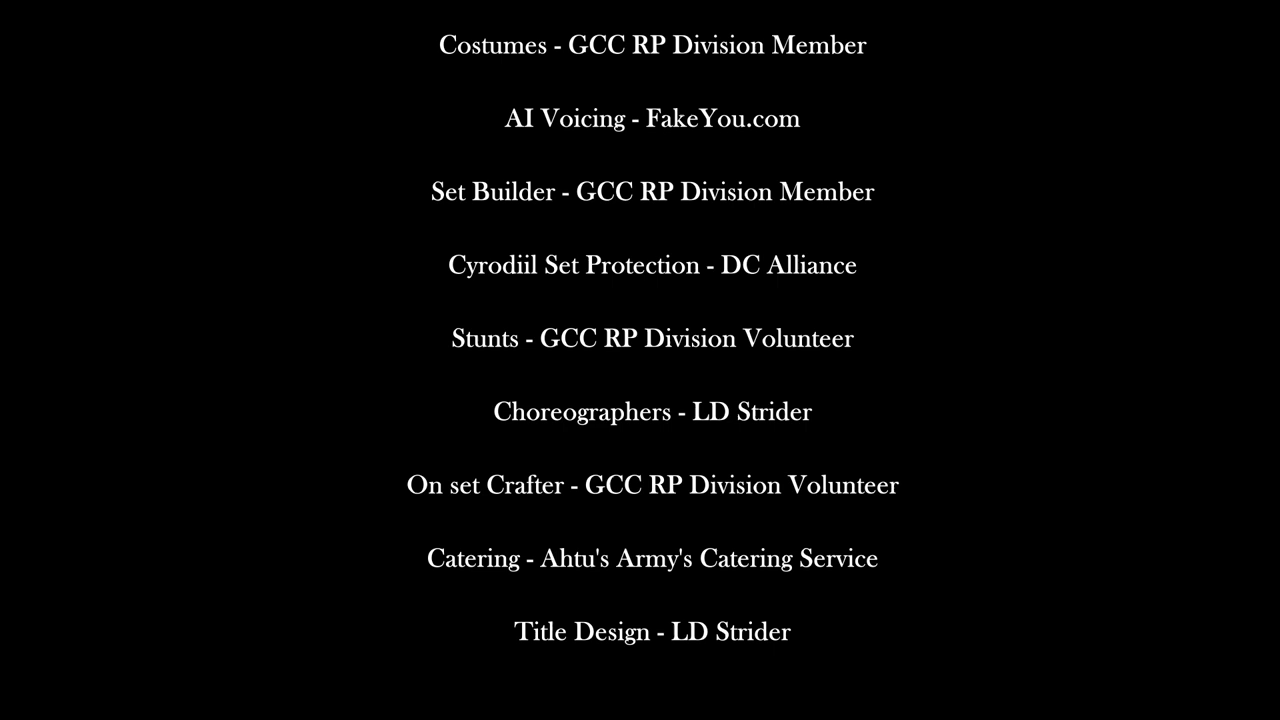 Costumes - GCC RP Division Member
AI Voicing - FakeYou.com
Set Builder - GCC RP Division Member
Cyrodiil Set Protection - DC Alliance
Stunts - GCC RP Division Volunteer
Choreographers - LD Strider
On set Crafter - GCC RP Division Volunteer
Catering - Ahtu's Army's Catering Service
Title Design - LD Strider